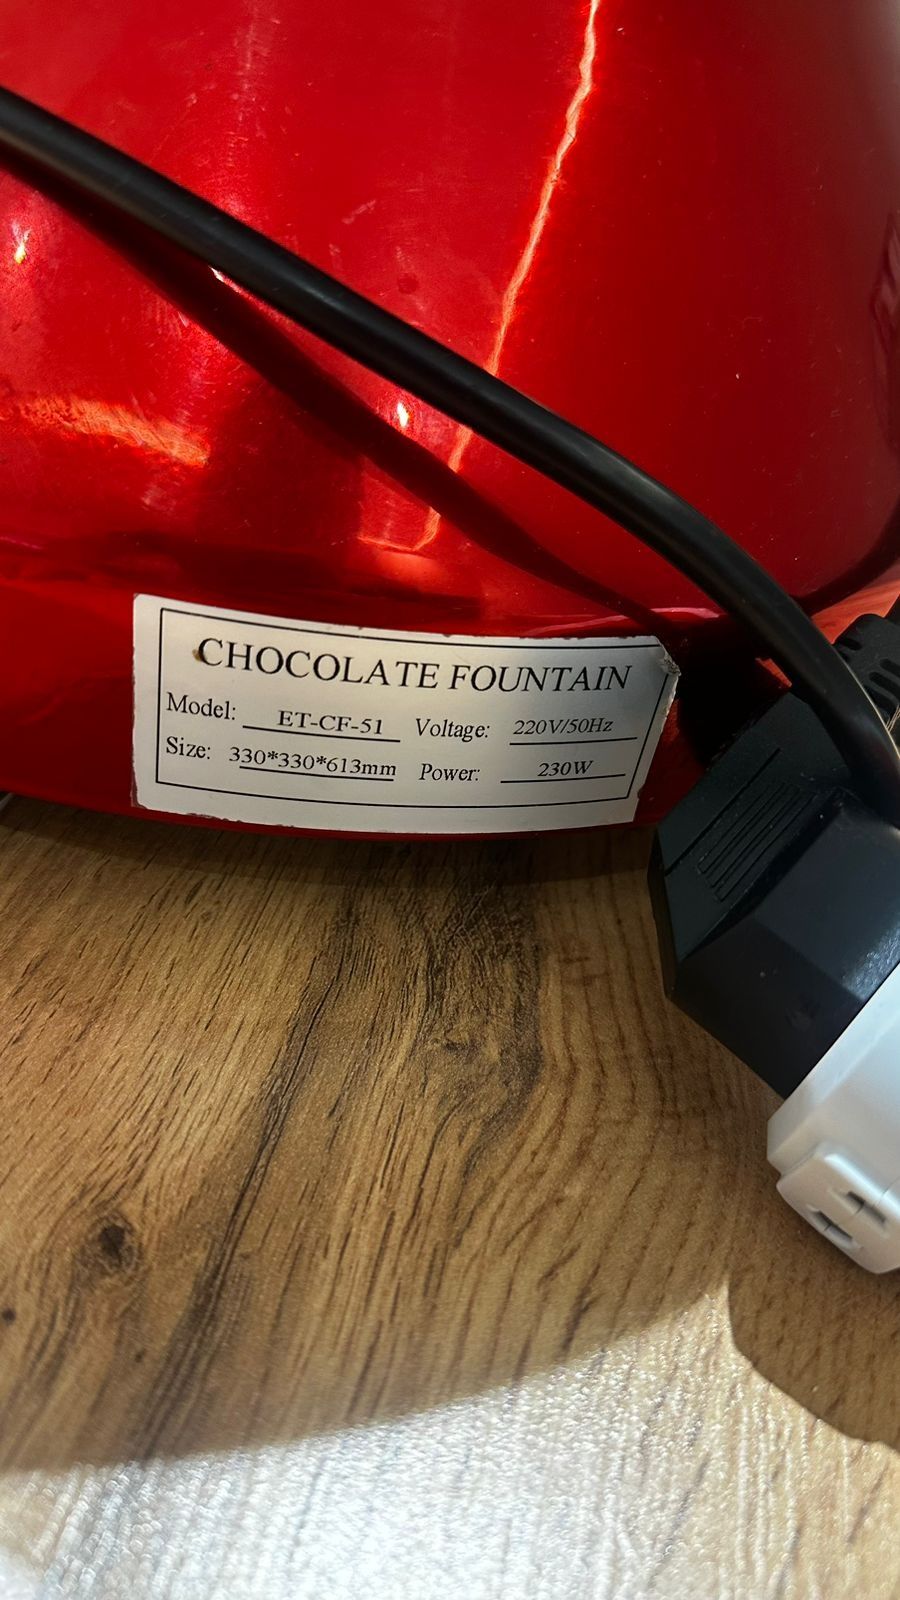 CHOCOLATE FOUNTAIN
Model: ET-CF-51 Voltage: 220V/50Hz
Size: 330*330*613mm Power: 230W